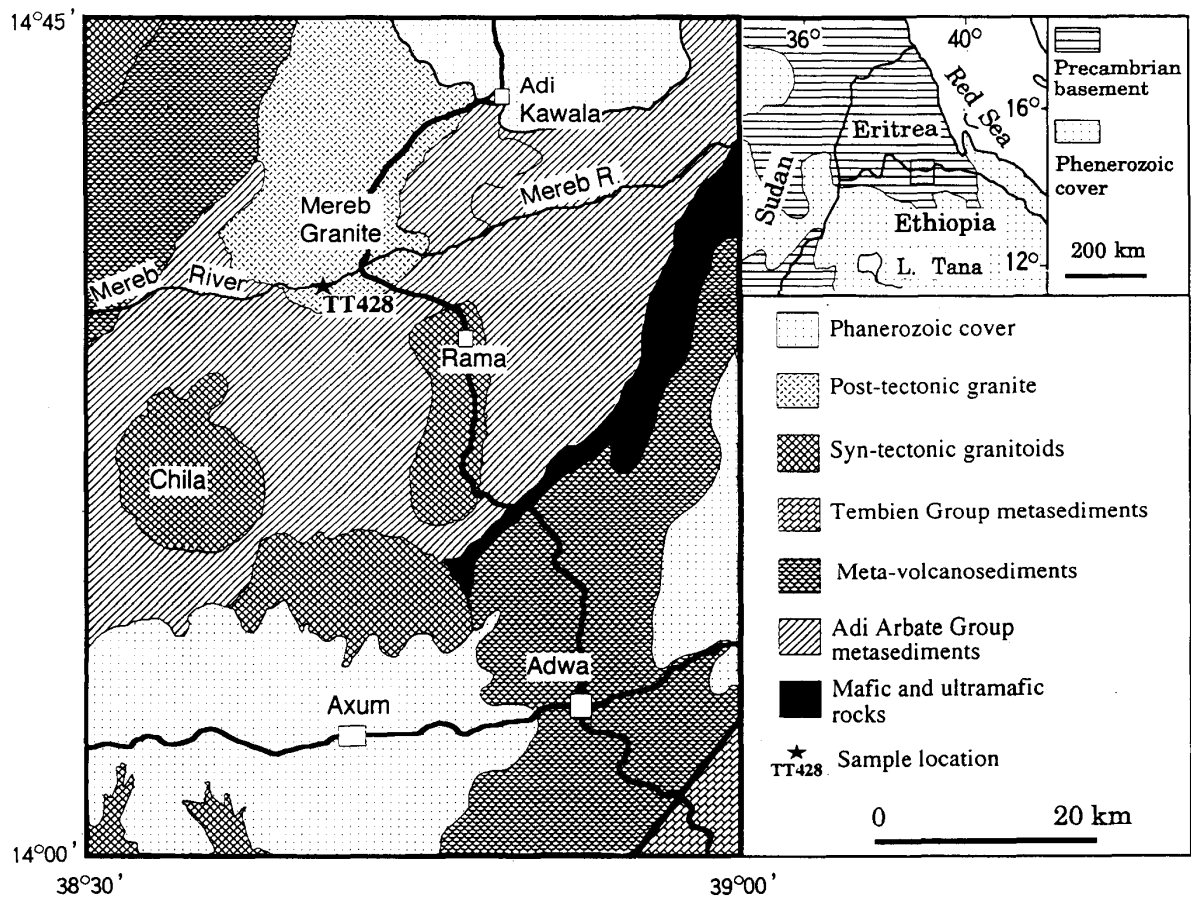 14°45'
Adi
Kawala
Mereb
Granite
Mereb R.
Mereb River
TT428
Rama
Chila
Adwa
Axum
14°00'
38°30'
39°00'
36°
40°
Red Sea
16°
Eritrea
Sudan
Ethiopia
L. Tana
12°
Precambrian
basement
Phenerozoic
cover
200 km
Phanerozoic cover
Post-tectonic granite
Syn-tectonic granitoids
Tembien Group metasediments
Meta-volcanosediments
Adi Arbate Group
metasediments
Mafic and ultramafic
rocks
TT428 Sample location
0 20 km